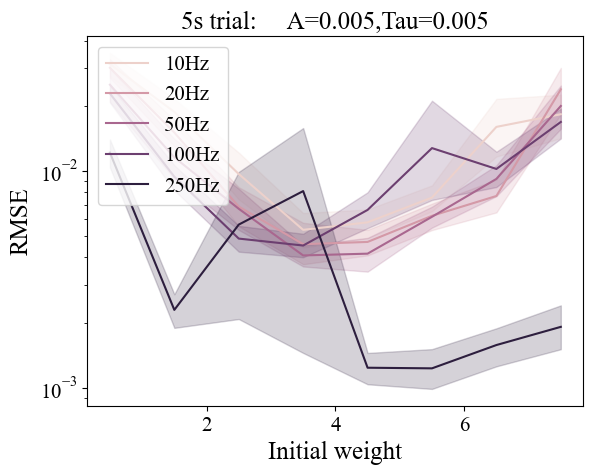 5s trial: A=0.005,Tau=0.005
10Hz
20Hz
50Hz
100Hz
250Hz
RMSE
10⁻²
10⁻³
2 4 6
Initial weight